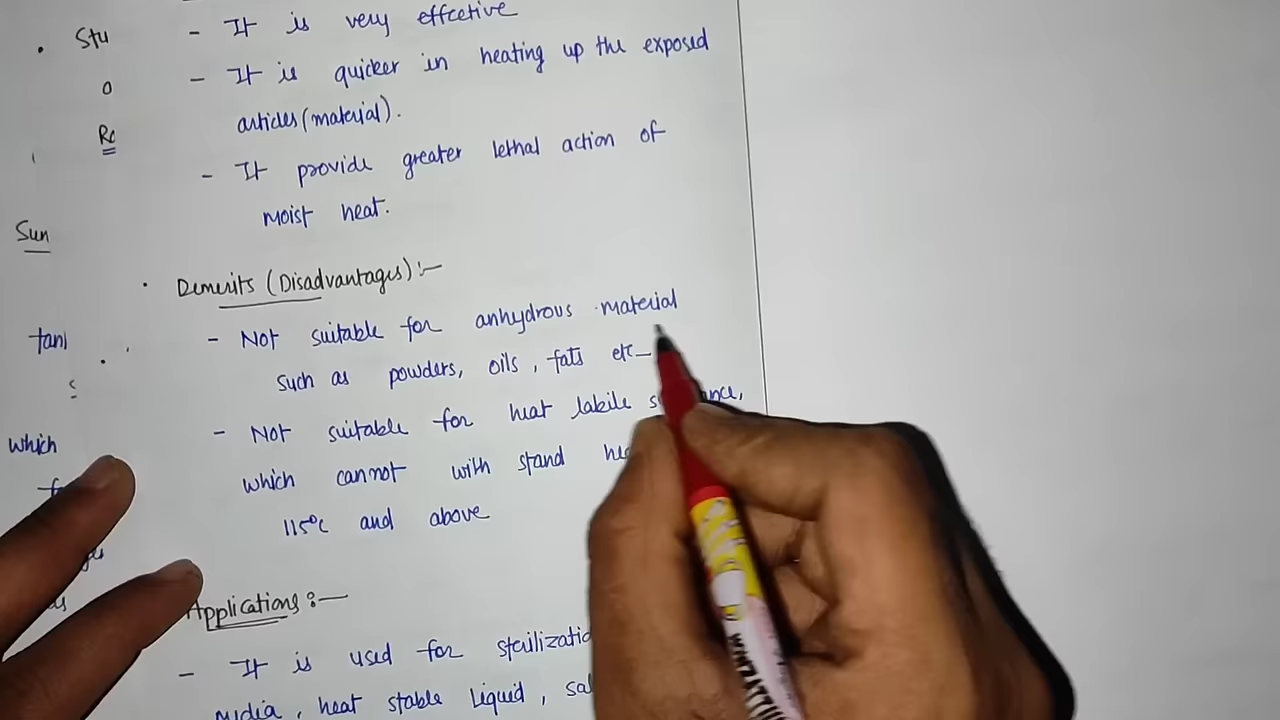 - It is very effcetive
• Stu
- It is quicker in heating up the exposed
articles (material).
Re
- It provide greater lethal action of
moist heat.
Sun
• Demerits (Disadvantages) :-
- Not suitable for anhydrous material
such as powders, oils, fats etc-
tani
- Not suitable for heat labile
which
which cannot with stand
115°C and above
Applications :-
- It is used for
media, heat stable liquid,